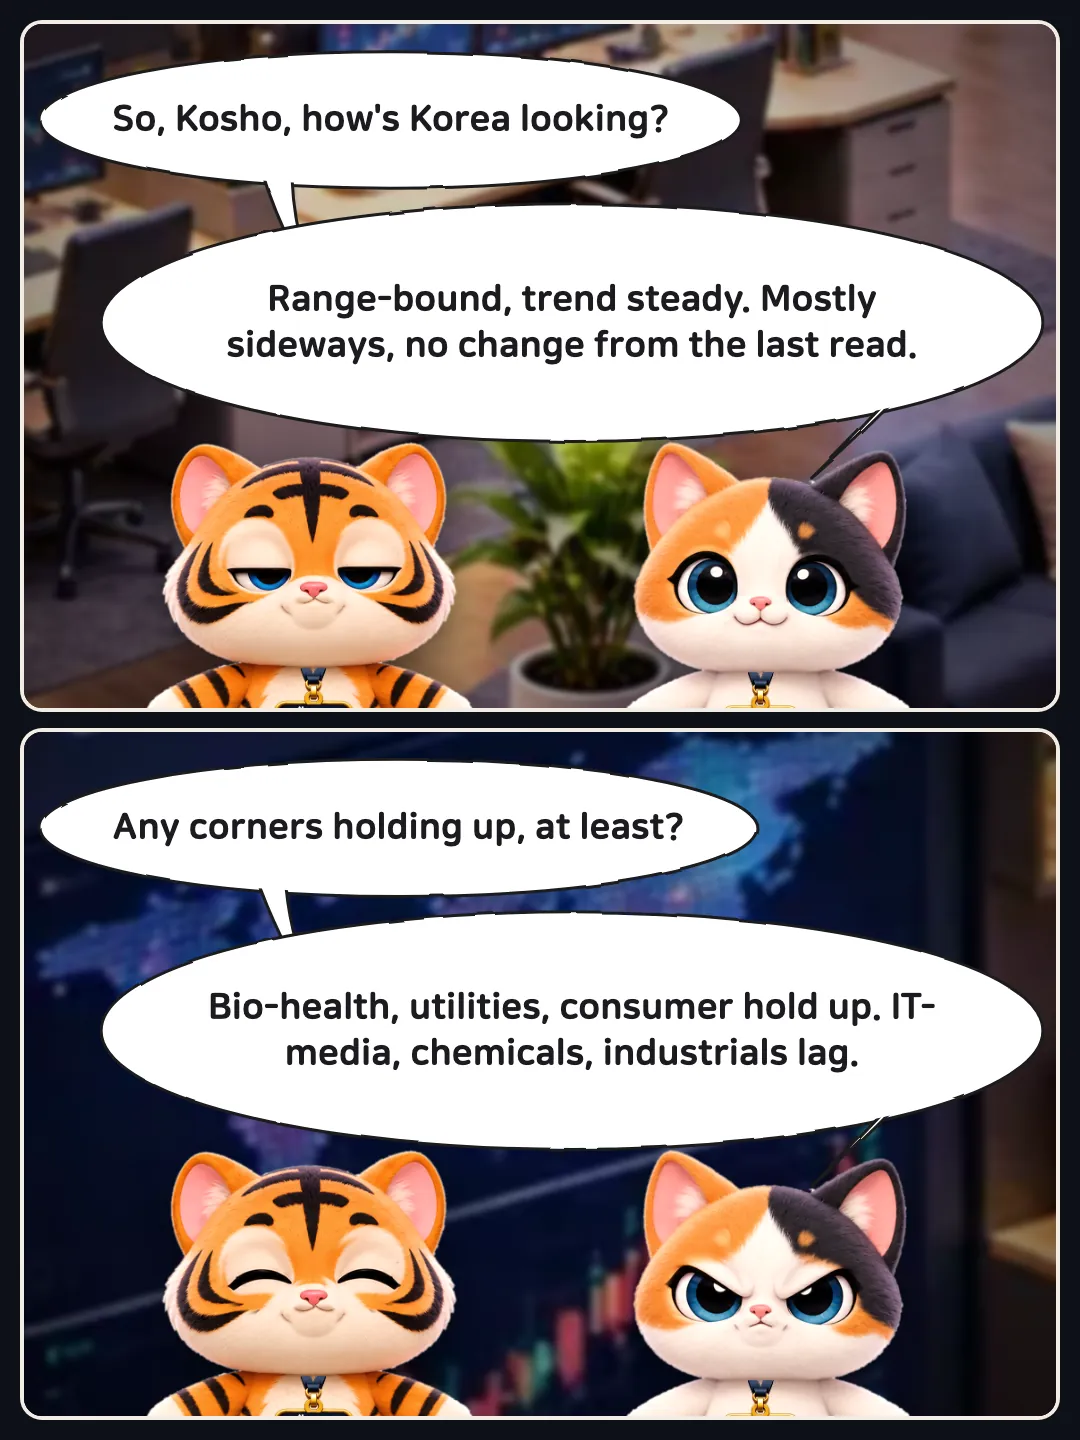 So, Kosho, how's Korea looking?
Range-bound, trend steady. Mostly
sideways, no change from the last read.
Any corners holding up, at least?
Bio-health, utilities, consumer hold up. IT-
media, chemicals, industrials lag.